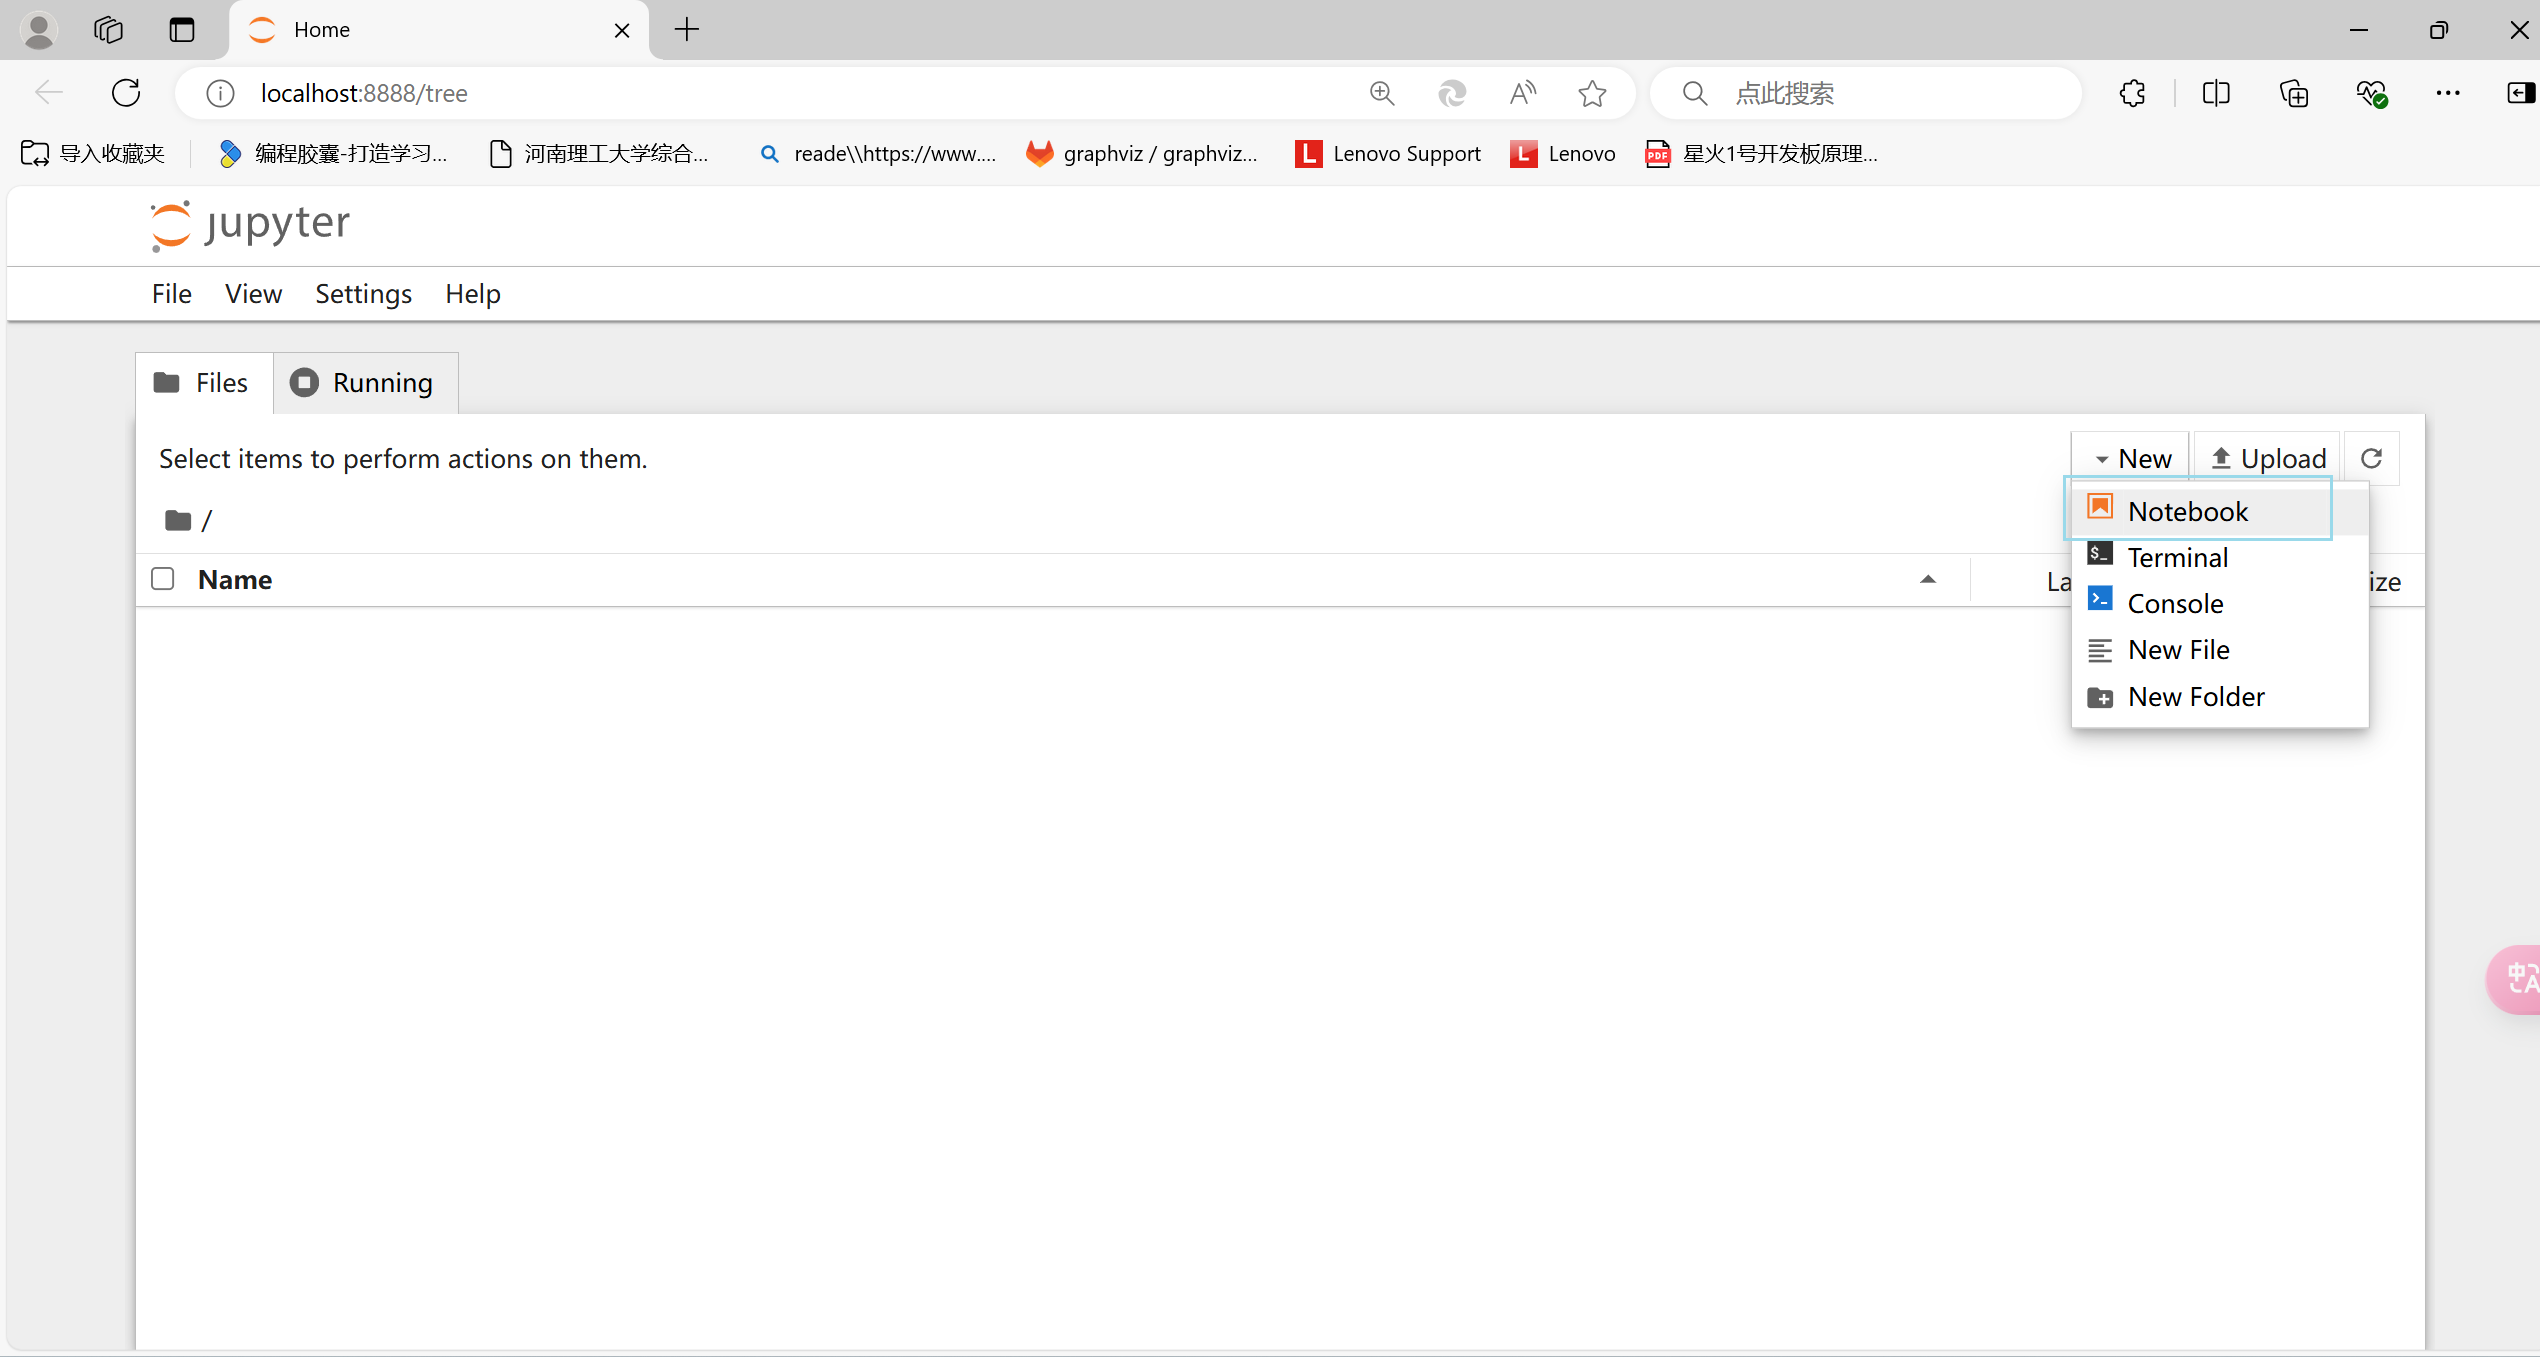 Home
localhost:8888/tree
点此搜索
导入收藏夹
编程胶囊-打造学习...
河南理工大学综合...
reade\\https://www....
graphviz / graphviz...
L Lenovo Support
L Lenovo
PDF 星火1号开发板原理...
jupyter
File View Settings Help
Files Running
Select items to perform actions on them.
New Upload
/
Notebook
Name
Terminal
Console
New File
New Folder